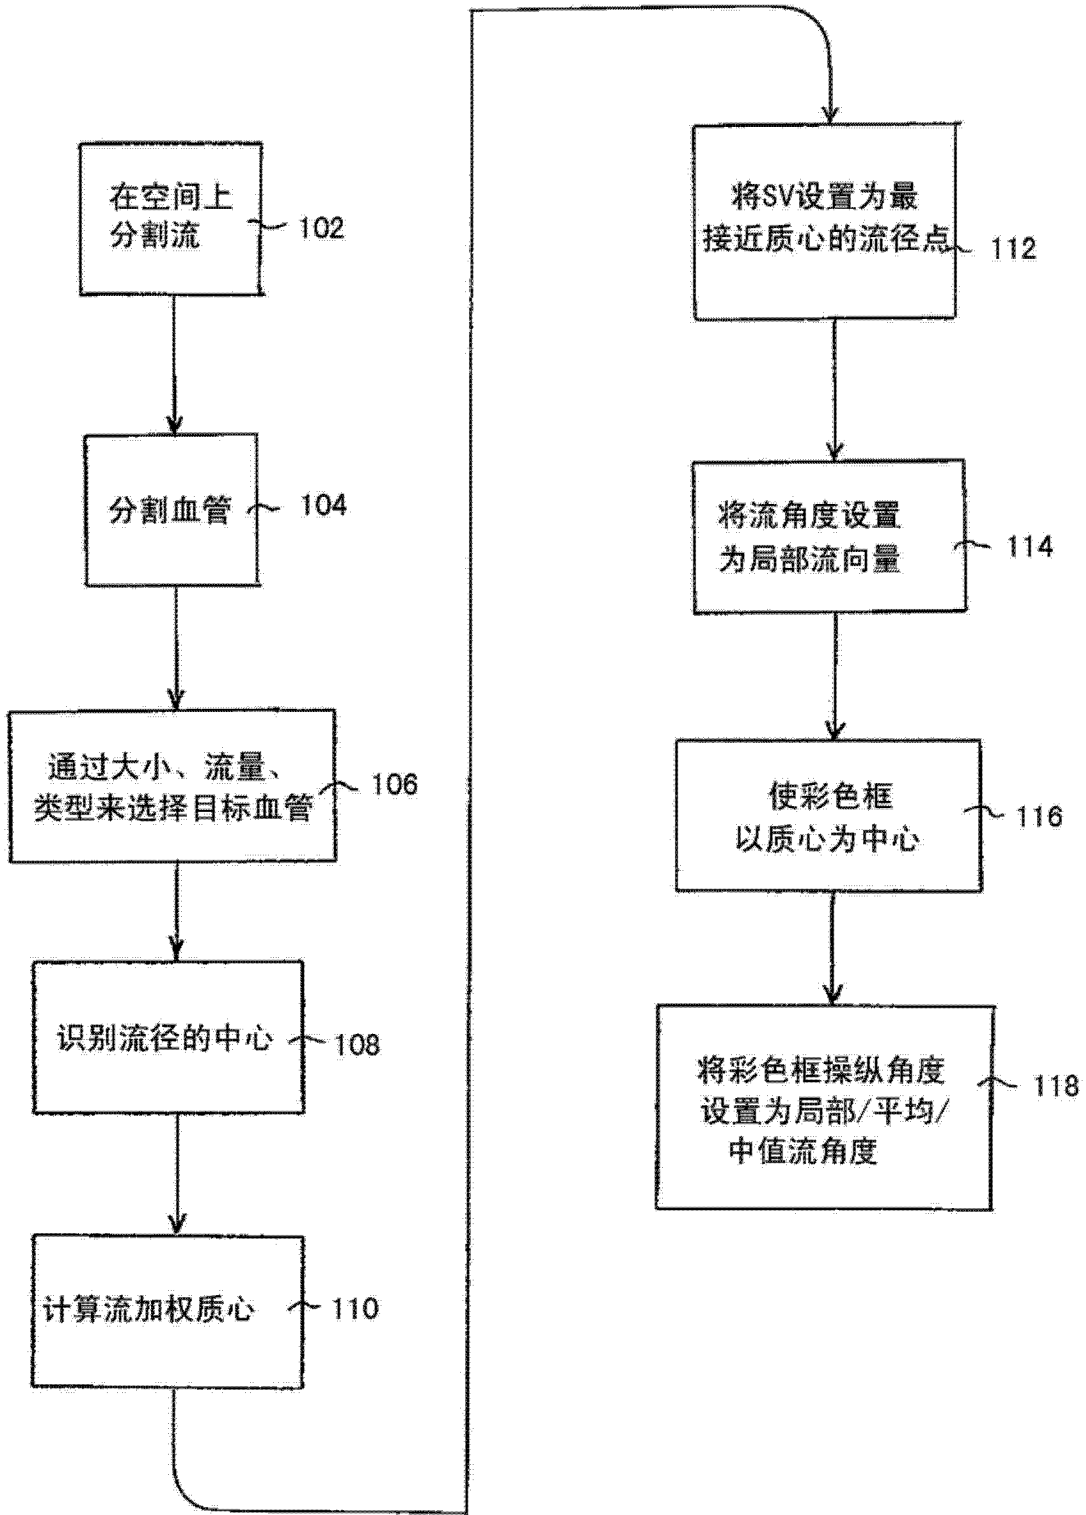 在空间上
分割流
102
分割血管
104
通过大小、流量、
类型来选择目标血管
106
识别流径的中心
108
计算流加权质心
110
将SV设置为最
接近质心的流径点
112
将流角度设置
为局部流向量
114
使彩色框
以质心为中心
116
将彩色框操纵角度
设置为局部/平均/
中值流角度
118